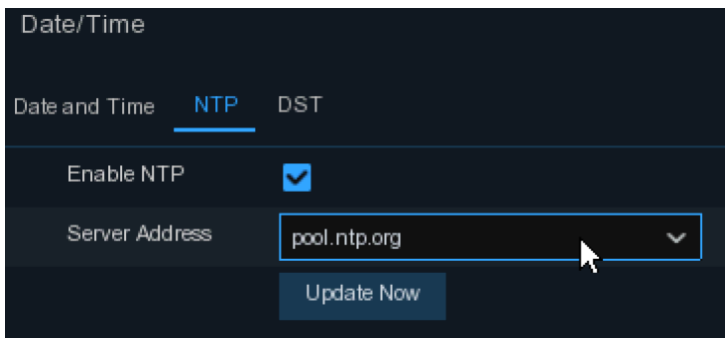 Date/Time
Date and Time NTP DST
Enable NTP
Server Address pool.ntp.org
Update Now